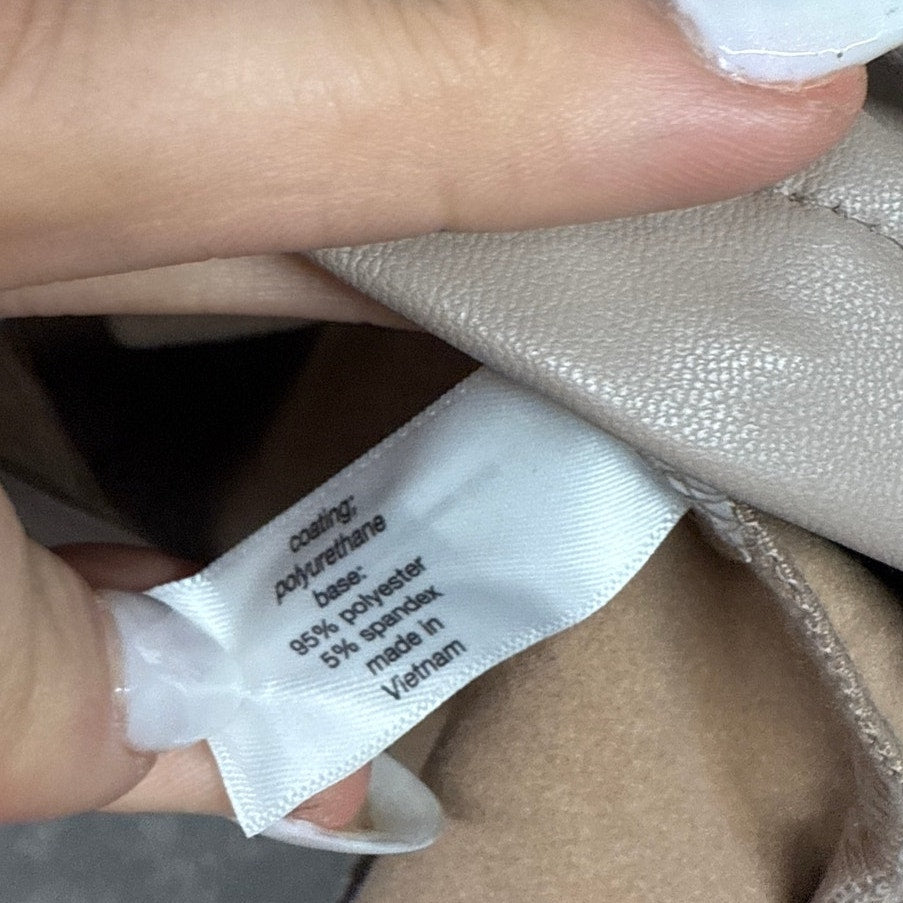 coating:
polyurethane
base:
95% polyester
5% spandex
made in
Vietnam